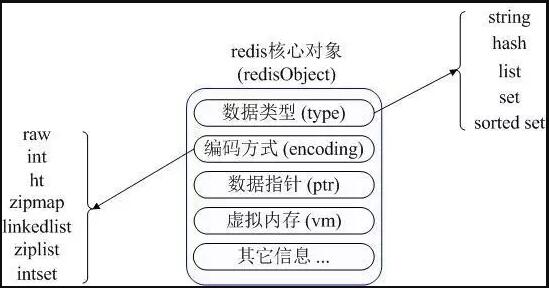 redis核心对象
(redisObject)
数据类型 (type)
编码方式 (encoding)
数据指针 (ptr)
虚拟内存 (vm)
其它信息 ...
string
hash
list
set
sorted set
raw
int
ht
zipmap
linkedlist
ziplist
intset